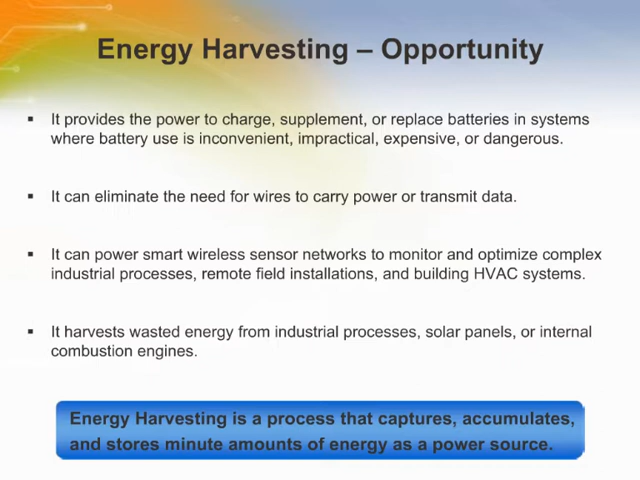 Energy Harvesting – Opportunity
▪ It provides the power to charge, supplement, or replace batteries in systems
where battery use is inconvenient, impractical, expensive, or dangerous.
▪ It can eliminate the need for wires to carry power or transmit data.
▪ It can power smart wireless sensor networks to monitor and optimize complex
industrial processes, remote field installations, and building HVAC systems.
▪ It harvests wasted energy from industrial processes, solar panels, or internal
combustion engines.
Energy Harvesting is a process that captures, accumulates,
and stores minute amounts of energy as a power source.